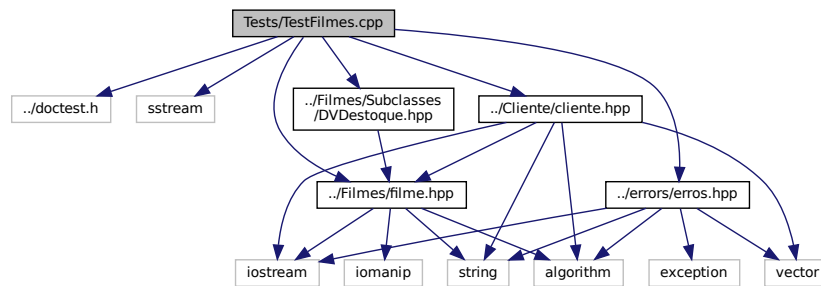 Tests/TestFilmes.cpp
../doctest.h
sstream
../Filmes/Subclasses
/DVDestoque.hpp
../Cliente/cliente.hpp
../Filmes/filme.hpp
../errors/erros.hpp
iostream
iomanip
string
algorithm
exception
vector